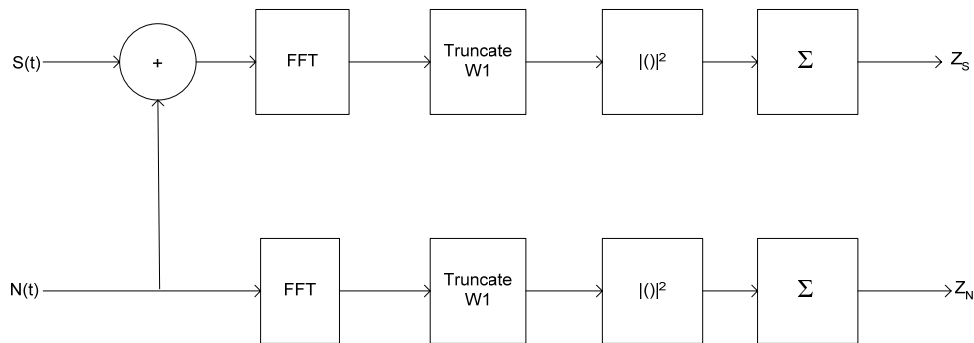 S(t)
+
FFT
Truncate
W1
|()|²
Σ
Z_S
N(t)
FFT
Truncate
W1
|()|²
Σ
Z_N